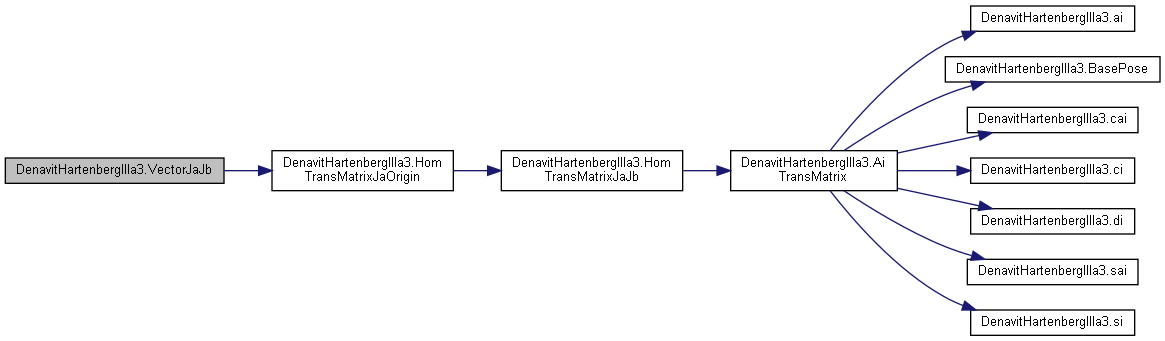 DenavitHartenbergIIIa3.VectorJaJb
DenavitHartenbergIIIa3.Hom
TransMatrixJaOrigin
DenavitHartenbergIIIa3.Hom
TransMatrixJaJb
DenavitHartenbergIIIa3.Ai
TransMatrix
DenavitHartenbergIIIa3.ai
DenavitHartenbergIIIa3.BasePose
DenavitHartenbergIIIa3.cai
DenavitHartenbergIIIa3.ci
DenavitHartenbergIIIa3.di
DenavitHartenbergIIIa3.sai
DenavitHartenbergIIIa3.si